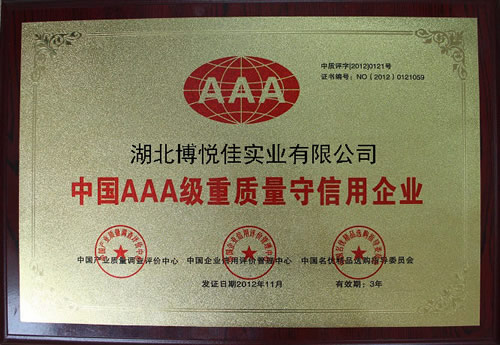 中质评字[2012]0121号
证书编号：NO（2012）0121059
AAA
湖北博悦佳实业有限公司
中国AAA级重质量守信用企业
中国产业质量调查评价中心 中国企业信用评价管理中心 中国名优精品选购指导委员会
发证日期2012年11月 有效期：3年